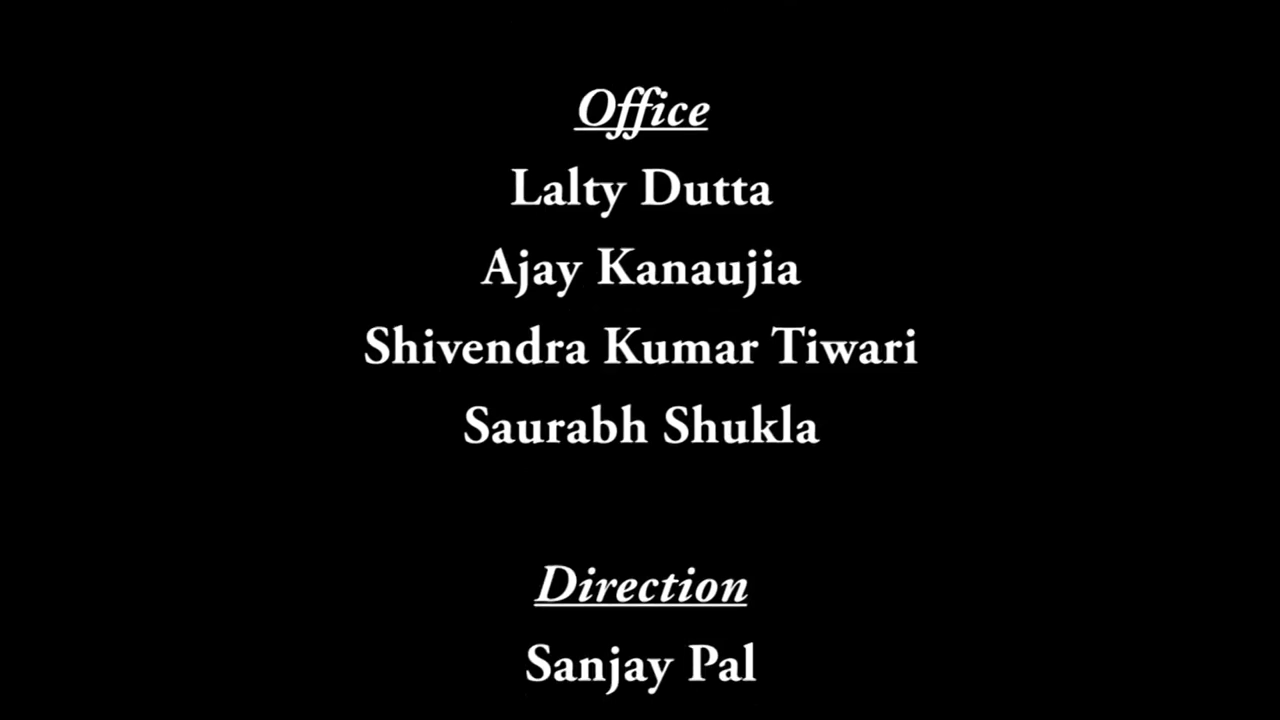 Office
Lalty Dutta
Ajay Kanaujia
Shivendra Kumar Tiwari
Saurabh Shukla
Direction
Sanjay Pal